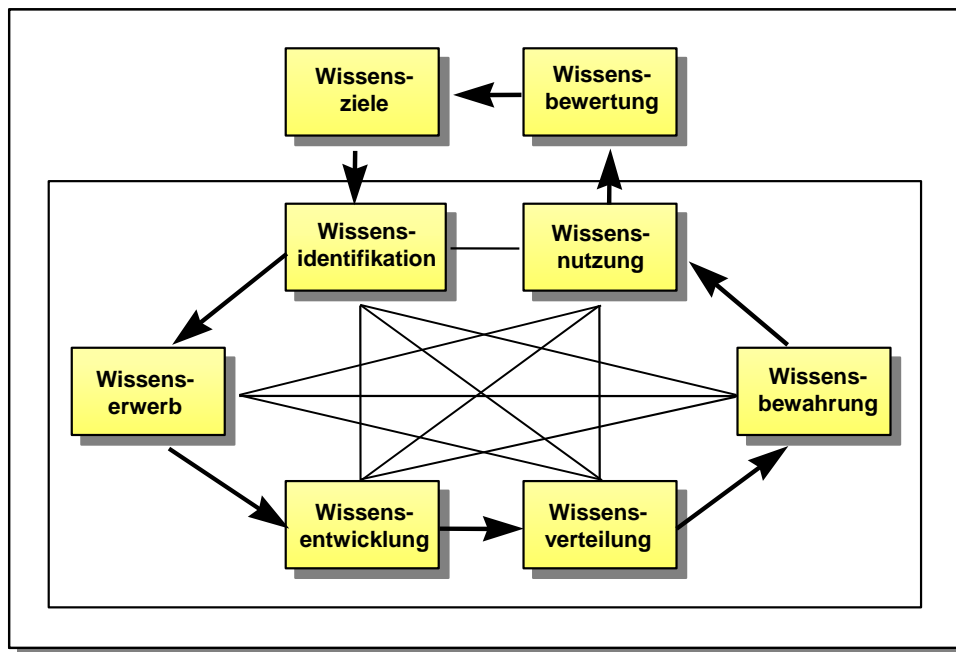 Wissens-
ziele
Wissens-
bewertung
Wissens-
identifikation
Wissens-
nutzung
Wissens-
erwerb
Wissens-
bewahrung
Wissens-
entwicklung
Wissens-
verteilung